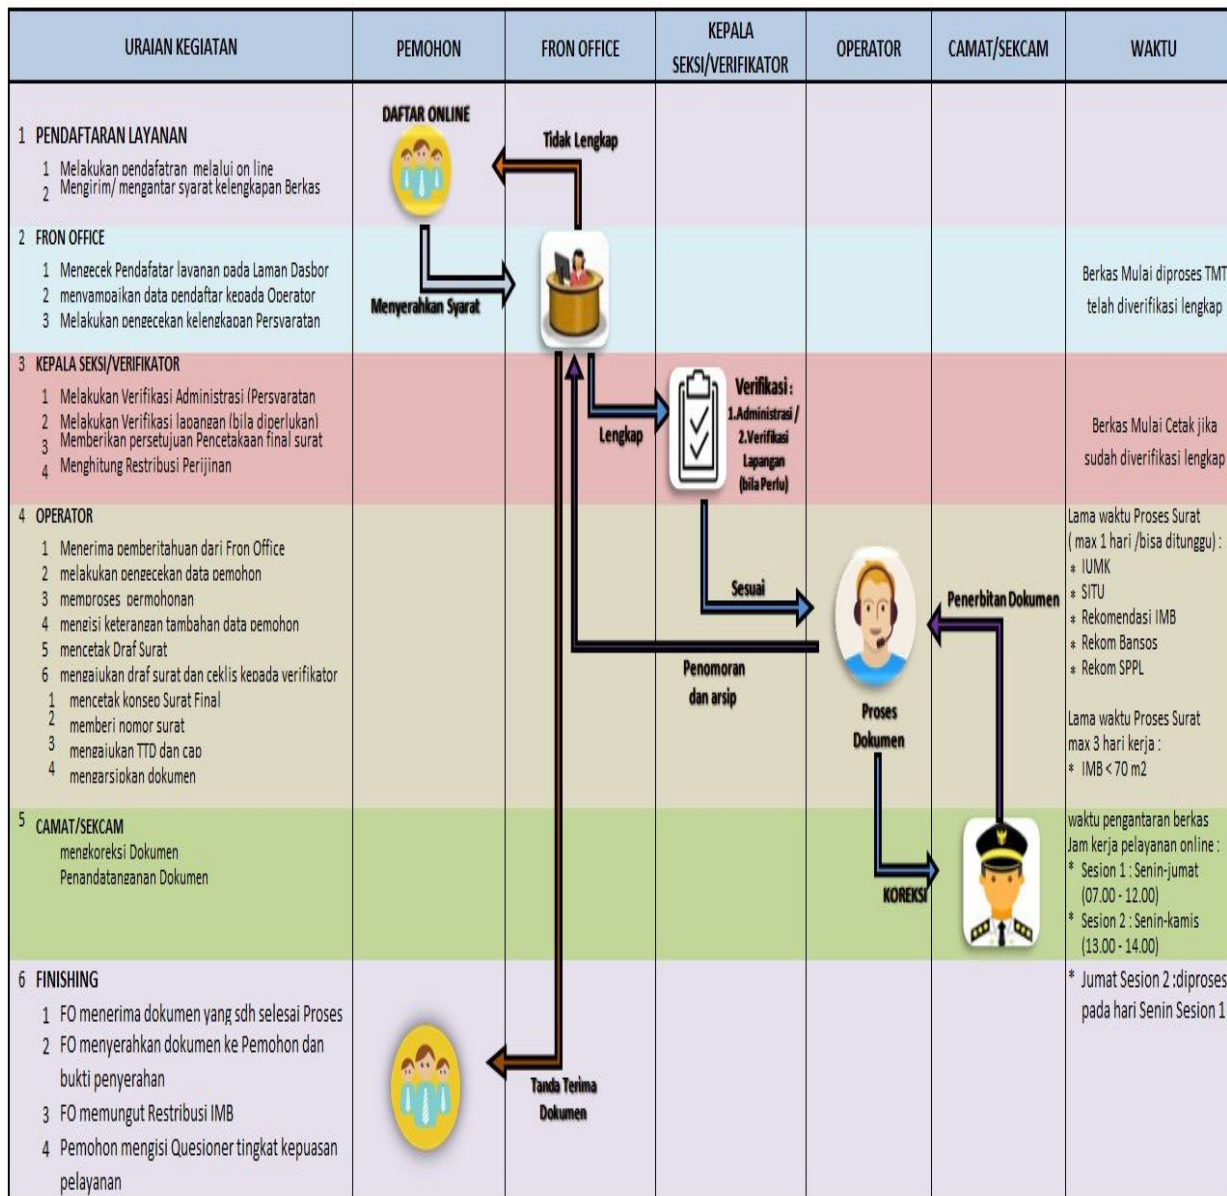 URAIAN KEGIATAN
PEMOHON
FRON OFFICE
KEPALA
SEKSI/VERIFIKATOR
OPERATOR
CAMAT/SEKCAM
WAKTU
1 PENDAFTARAN LAYANAN
1 Melakukan pendafatran melalui on line
2 Mengirim/ mengantar syarat kelengkapan Berkas
DAFTAR ONLINE
Tidak Lengkap
2 FRON OFFICE
1 Mengecek Pendafatar layanan pada Laman Dasbor
2 menyampaikan data pendaftar kepada Operator
3 Melakukan pengecekan kelengkapan Persyaratan
Menyerahkan Syarat
Berkas Mulai diproses TMT
telah diverifikasi lengkap
3 KEPALA SEKSI/VERIFIKATOR
1 Melakukan Verifikasi Administrasi (Persyaratan
2 Melakukan Verifikasi lapangan (bila diperlukan)
3 Memberikan persetujuan Pencetakaan final surat
4 Menghitung Restribusi Perijinan
Lengkap
Verifikasi :
1.Administrasi /
2.Verifikasi
Lapangan
(bila Perlu)
Berkas Mulai Cetak jika
sudah diverifikasi lengkap
4 OPERATOR
1 Menerima pemberitahuan dari Fron Office
2 melakukan pengecekan data pemohon
3 memproses permohonan
4 mengisi keterangan tambahan data pemohon
5 mencetak Draf Surat
6 mengajukan draf surat dan ceklis kepada verifikator
1 mencetak konsep Surat Final
2 memberi nomor surat
3 mengajukan TTD dan cap
4 mengarsipkan dokumen
Sesuai
Penomoran
dan arsip
Proses
Dokumen
Penerbitan Dokumen
Lama waktu Proses Surat
( max 1 hari /bisa ditunggu) :
* IUMK
* SITU
* Rekomendasi IMB
* Rekom Bansos
* Rekom SPPL
Lama waktu Proses Surat
max 3 hari kerja :
* IMB < 70 m2
5 CAMAT/SEKCAM
mengkoreksi Dokumen
Penandatanganan Dokumen
KOREKSI
waktu pengantaran berkas
Jam kerja pelayanan online :
* Sesion 1 : Senin-jumat
(07.00 - 12.00)
* Sesion 2 : Senin-kamis
(13.00 - 14.00)
* Jumat Sesion 2 :diproses
pada hari Senin Sesion 1
6 FINISHING
1 FO menerima dokumen yang sdh selesai Proses
2 FO menyerahkan dokumen ke Pemohon dan
bukti penyerahan
3 FO memungut Restribusi IMB
4 Pemohon mengisi Quesioner tingkat kepuasan
pelayanan
Tanda Terima
Dokumen